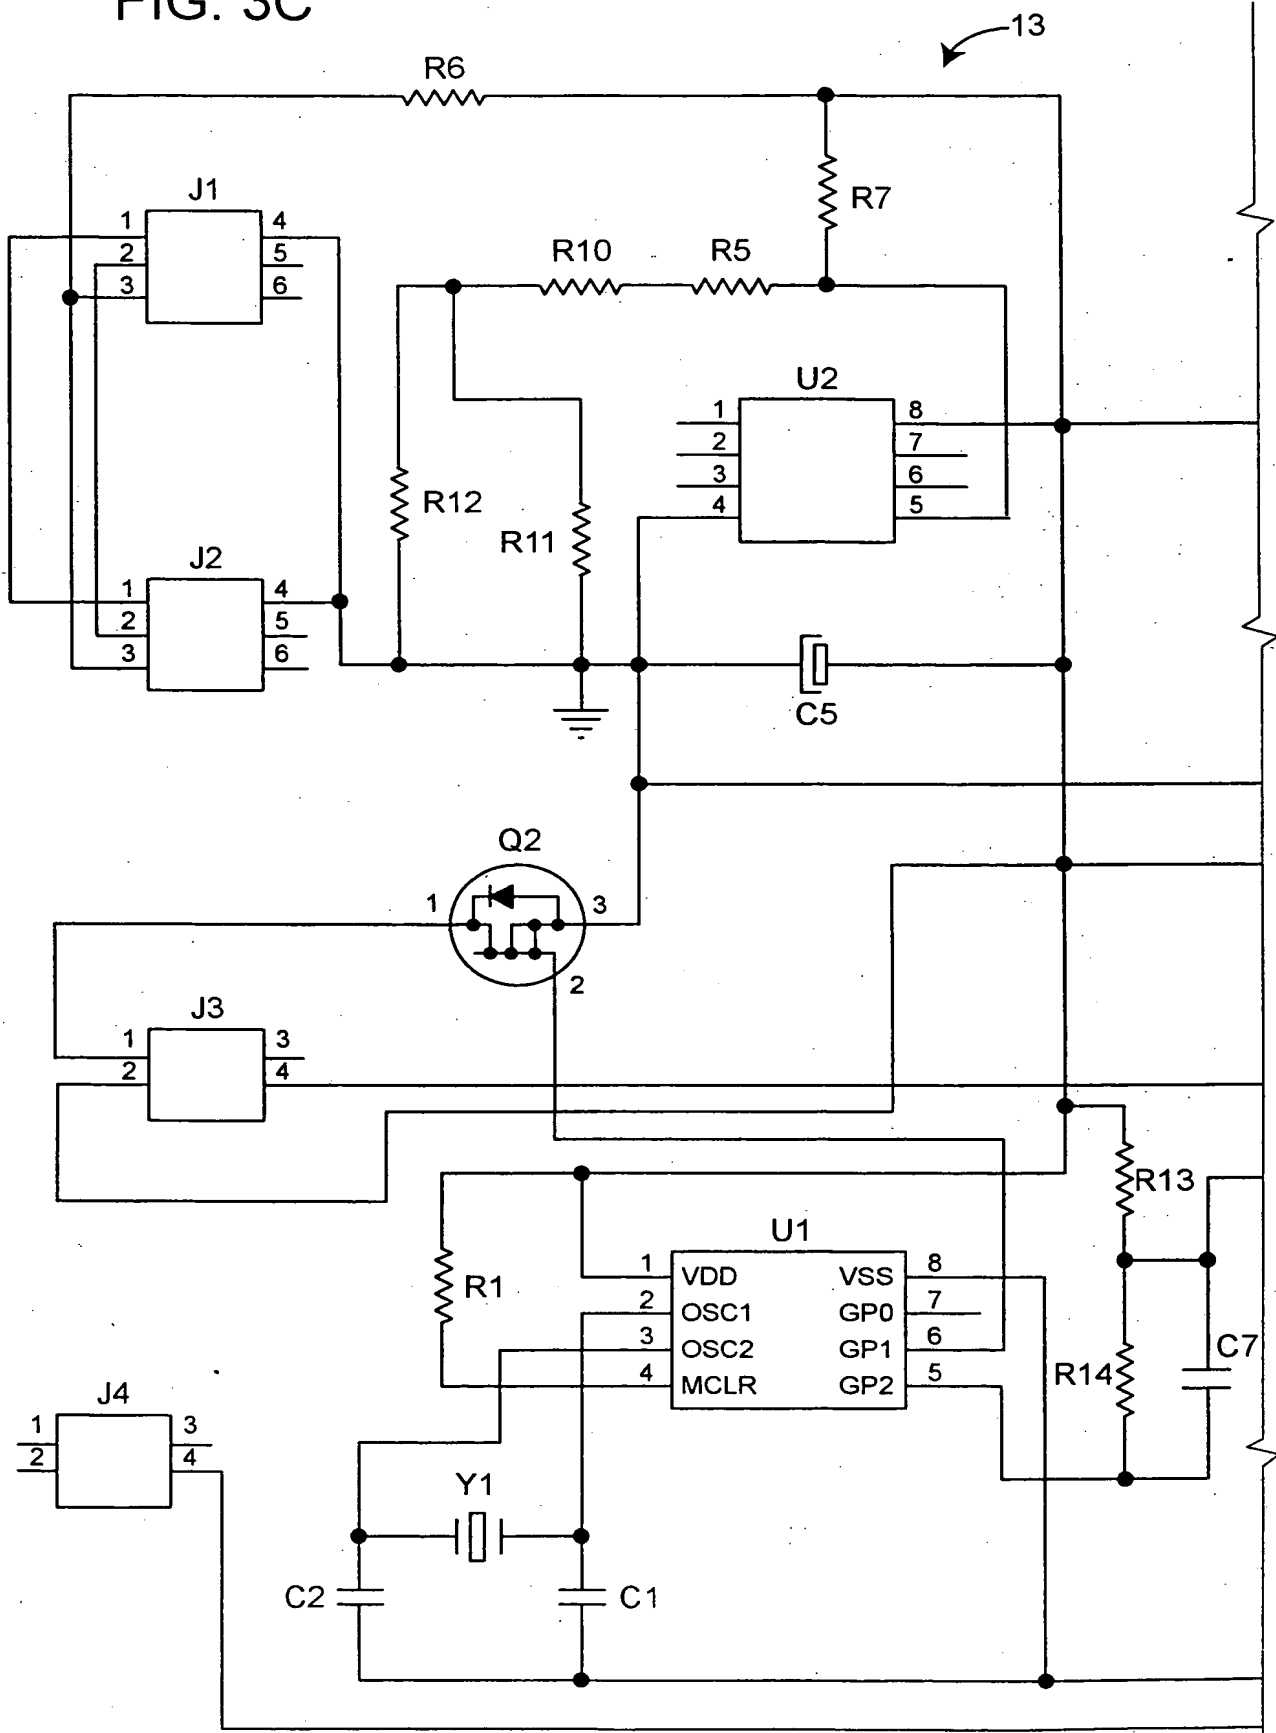 FIG. 3C
13
R6
J1
R7
1 4
2 5
3 6
R10 R5
U2
1 8
2 7
3 6
4 5
R12
R11
J2
1 4
2 5
3 6
C5
Q2
1 3
2
J3
1 3
2 4
R13
U1
R1
1 VDD VSS 8
2 OSC1 GP0 7
3 OSC2 GP1 6
4 MCLR GP2 5
C7
R14
J4
1 3
2 4
Y1
C2 C1